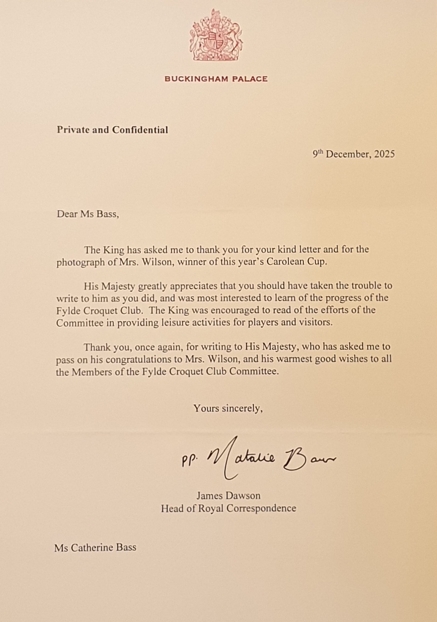 BUCKINGHAM PALACE
Private and Confidential
9th December, 2025
Dear Ms Bass,
The King has asked me to thank you for your kind letter and for the
photograph of Mrs. Wilson, winner of this year's Carolean Cup.
His Majesty greatly appreciates that you should have taken the trouble to
write to him as you did, and was most interested to learn of the progress of the
Fylde Croquet Club. The King was encouraged to read of the efforts of the
Committee in providing leisure activities for players and visitors.
Thank you, once again, for writing to His Majesty, who has asked me to
pass on his congratulations to Mrs. Wilson, and his warmest good wishes to all
the Members of the Fylde Croquet Club Committee.
Yours sincerely,
pp. Natalie
James Dawson
Head of Royal Correspondence
Ms Catherine Bass